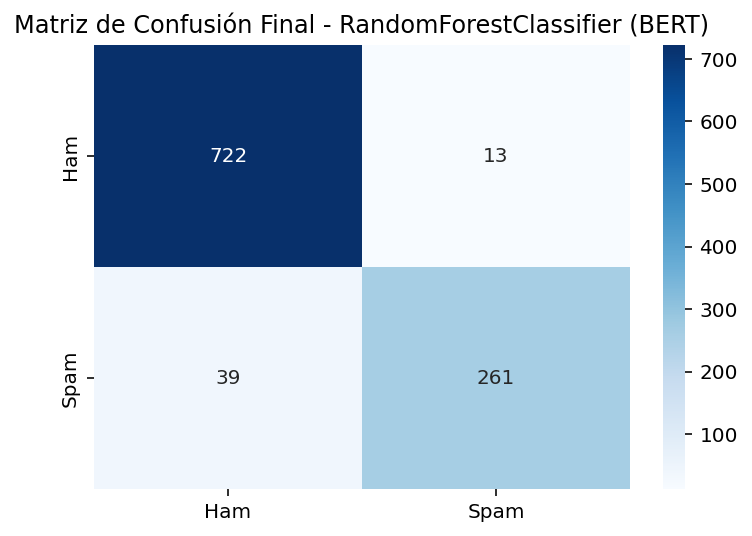 Matriz de Confusión Final - RandomForestClassifier (BERT)
Ham
722
13
Spam
39
261
Ham
Spam
700
600
500
400
300
200
100